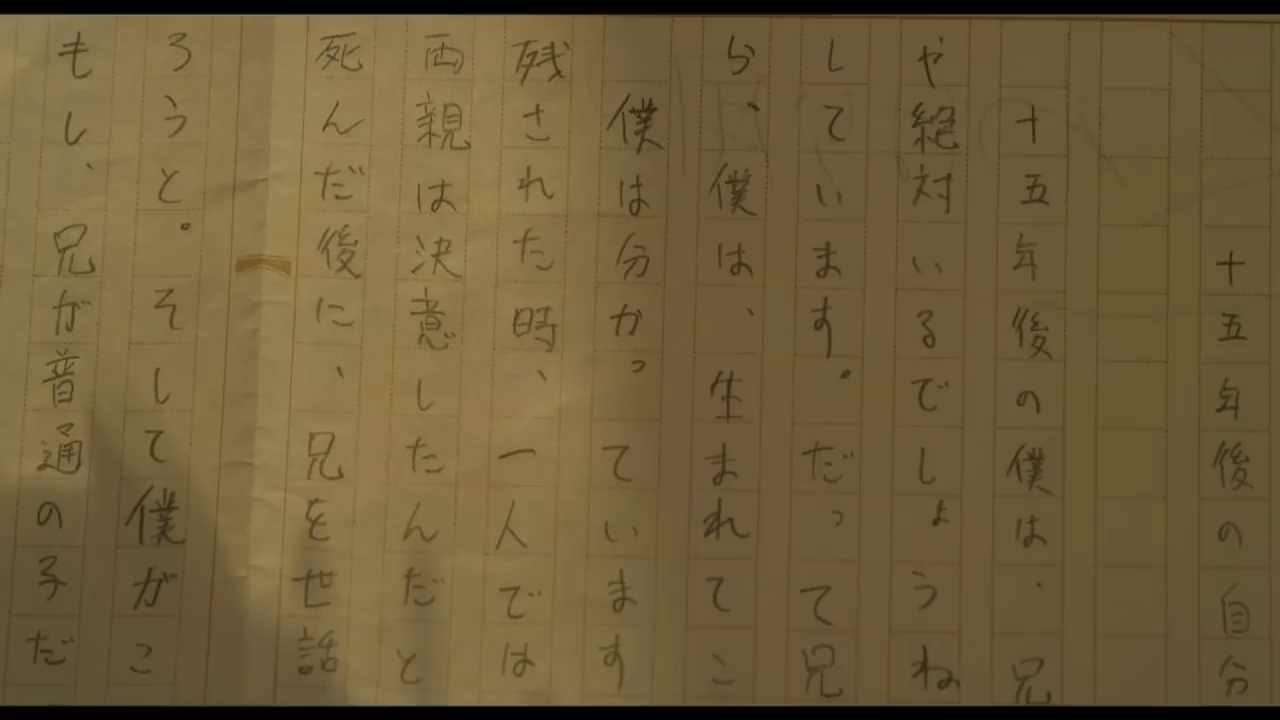 十五年後の自分
十五年後の僕は・兄
や絶対いるでしょうね
しています。だって兄
ら、僕は、生まれてこ
僕は分かっています
残された時、一人では
両親は決意したんだと
死んだ後に、兄を世話
ろうと。そして僕がこ
もし、兄が普通の子だ